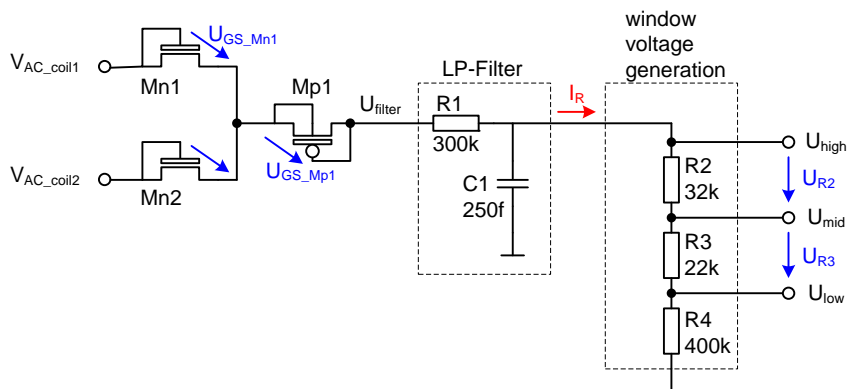 window
voltage
generation
U_GS_Mn1
V_AC_coil1
Mn1
LP-Filter
Mp1
U_filter
R1
I_R
300k
U_high
R2
32k
U_R2
V_AC_coil2
Mn2
U_GS_Mp1
C1
250f
U_mid
R3
22k
U_R3
U_low
R4
400k